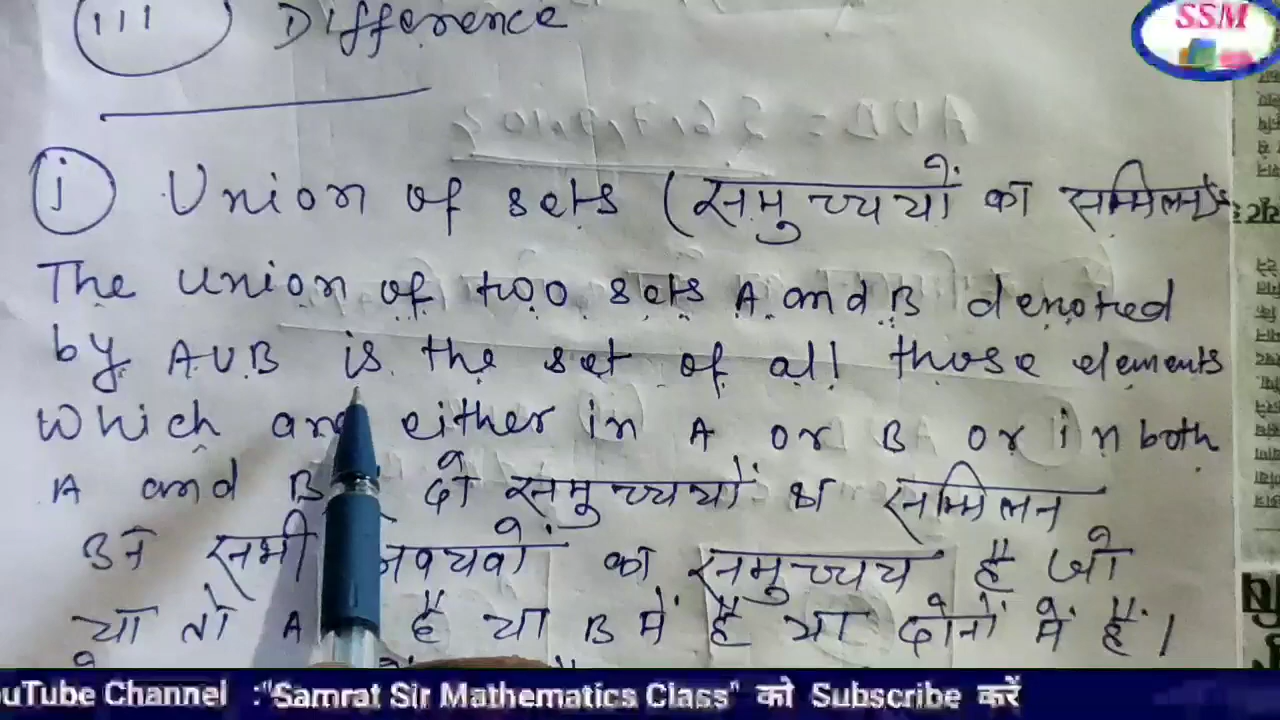 (iii) Difference
SSM
(i) Union of sets (समुच्चयों का सम्मिलन)
The union of two sets A and B denoted
by A∪B is the set of all those elements
which are either in A or B or in both
A and B दो समुच्चयों का सम्मिलन
उन सभी अवयवों का समुच्चय है जो
या तो A है या B में है या दोनों में हैं।
ouTube Channel :"Samrat Sir Mathematics Class" को Subscribe करें